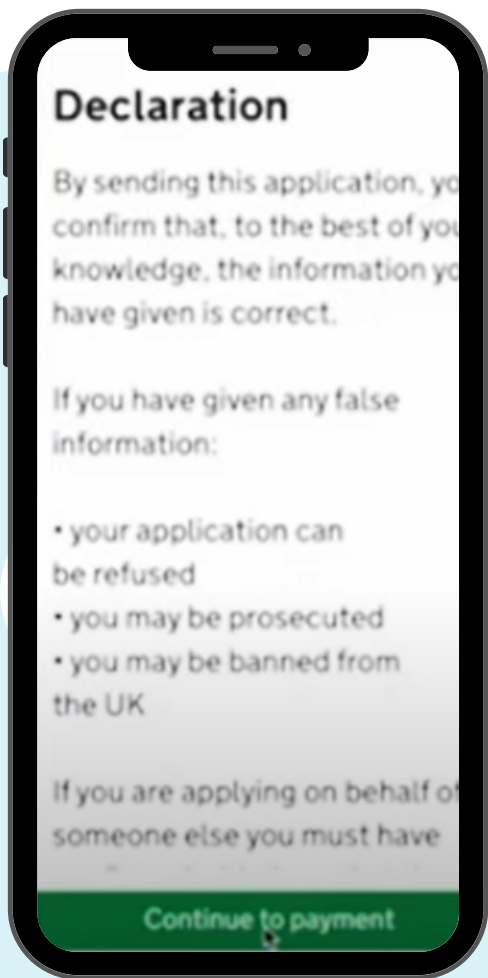 Declaration
By sending this application, yo
confirm that, to the best of you
knowledge, the information yo
have given is correct.
If you have given any false
information:
• your application can
be refused
• you may be prosecuted
• you may be banned from
the UK
If you are applying on behalf of
someone else you must have
Continue to payment